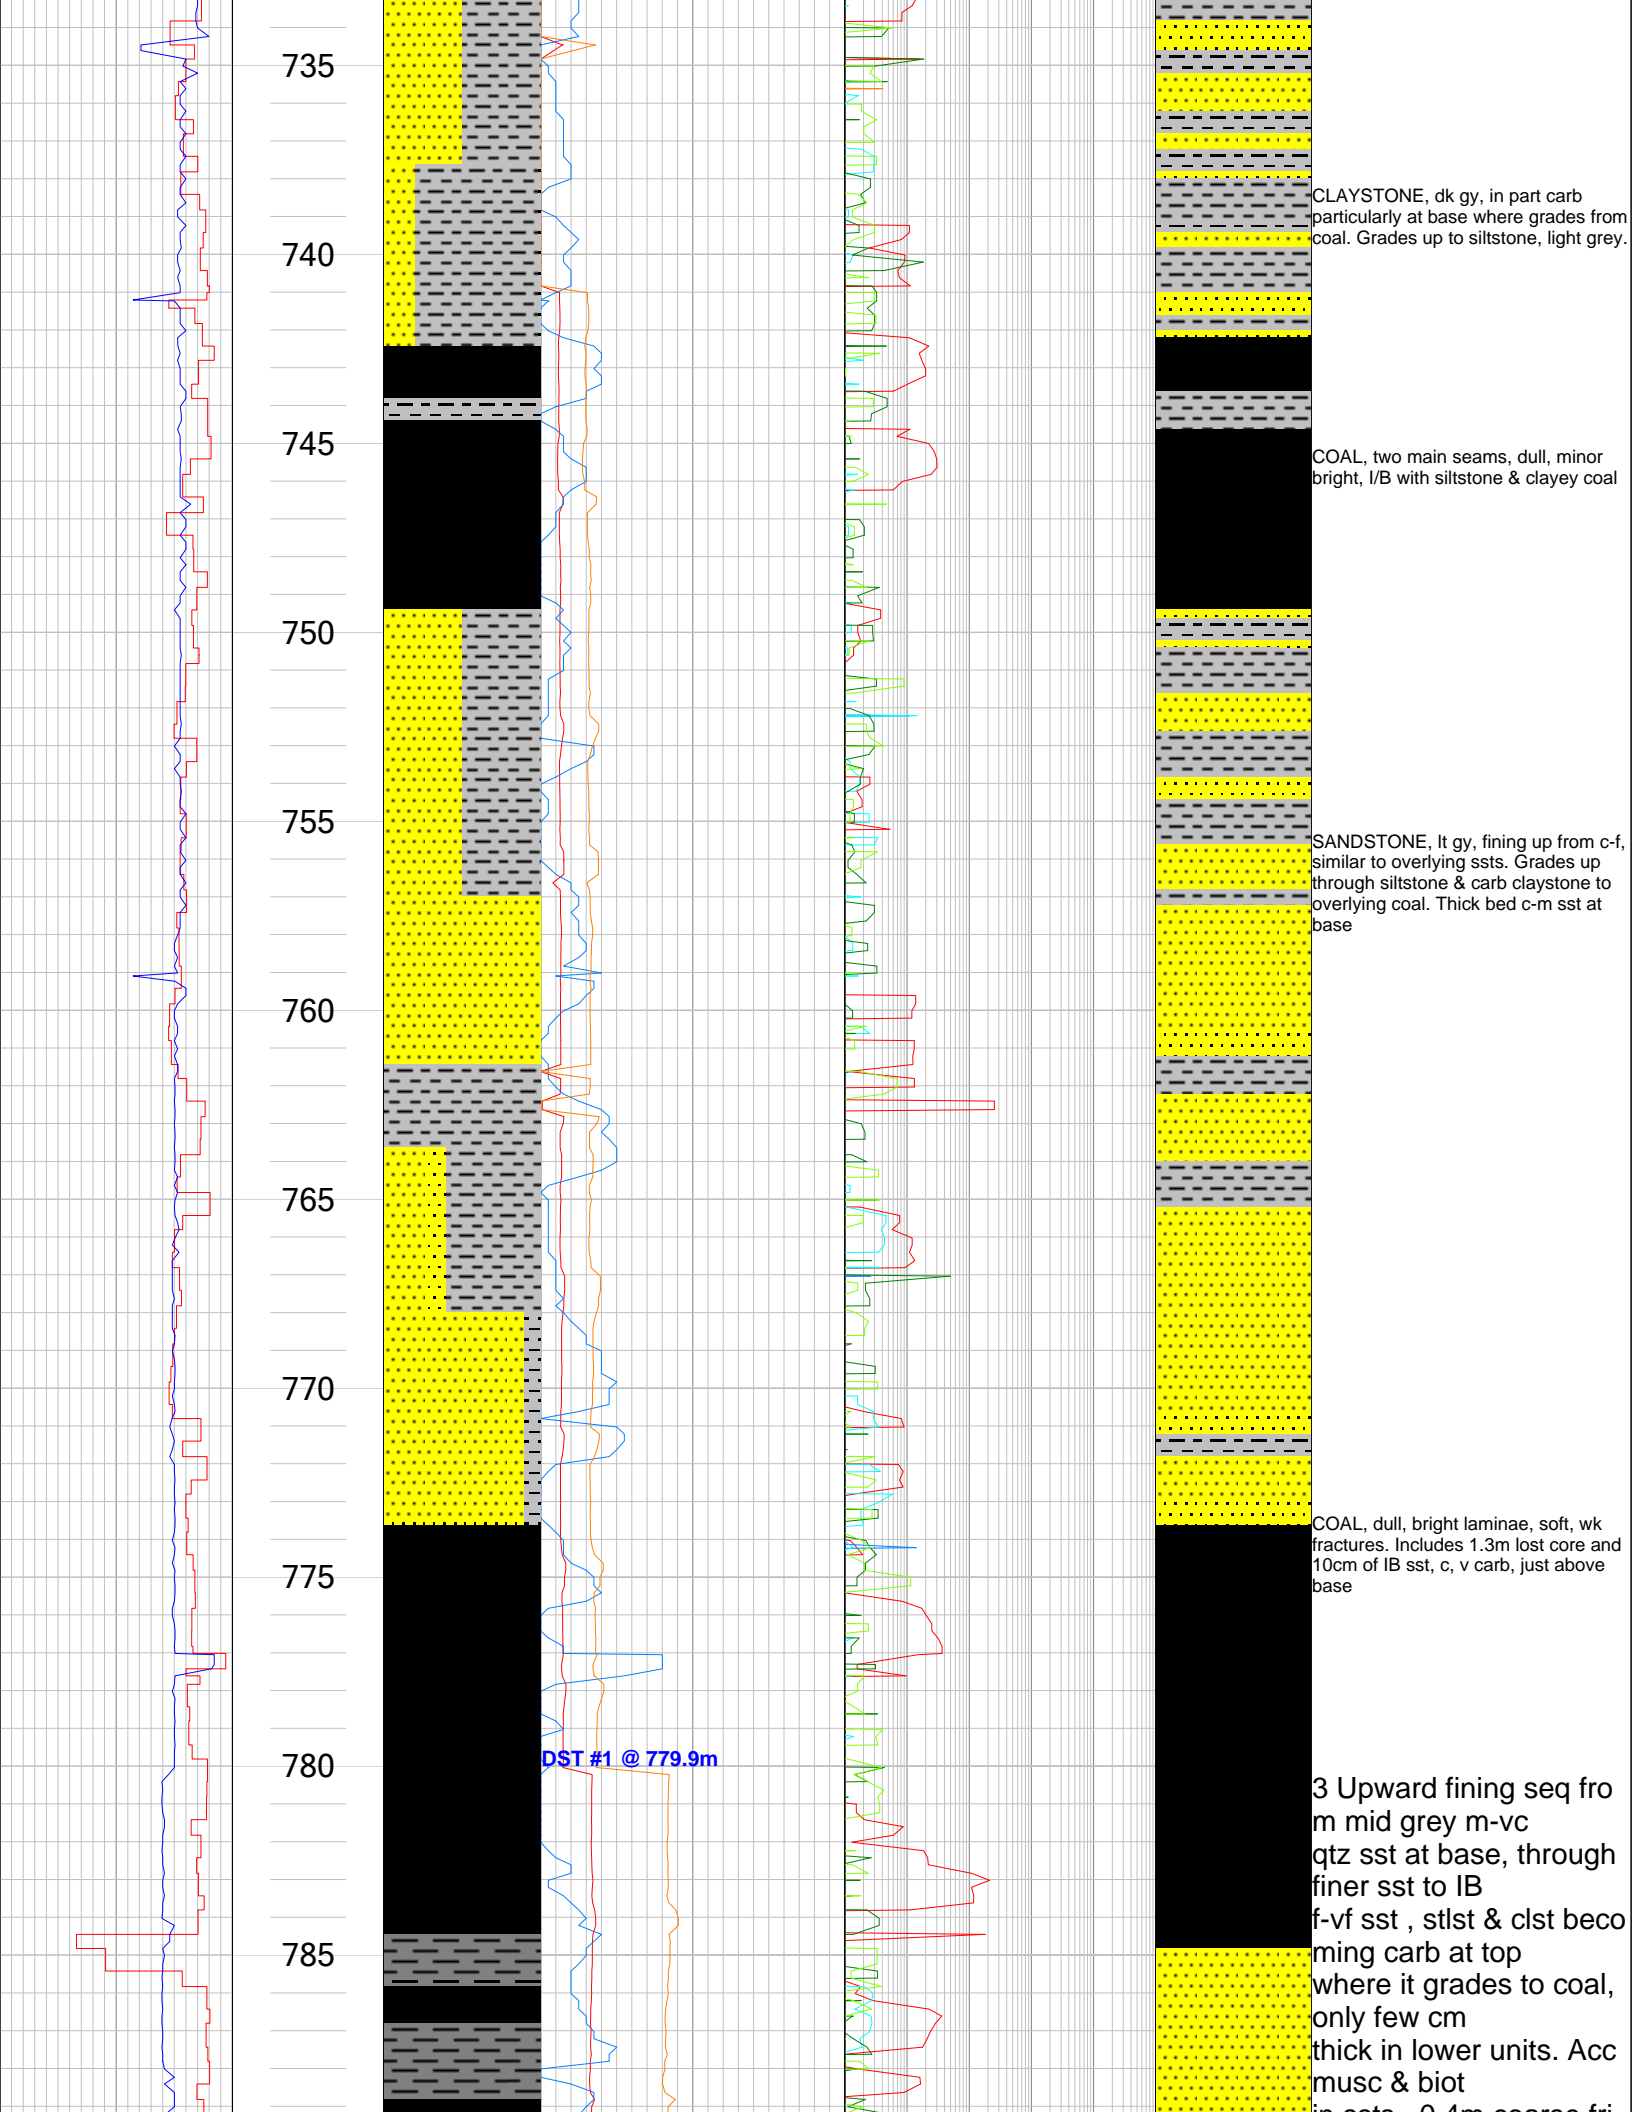 735
CLAYSTONE, dk gy, in part carb
particularly at base where grades from
coal. Grades up to siltstone, light grey.
740
745
COAL, two main seams, dull, minor
bright, I/B with siltstone & clayey coal
750
755
SANDSTONE, lt gy, fining up from c-f,
similar to overlying ssts. Grades up
through siltstone & carb claystone to
overlying coal. Thick bed c-m sst at
base
760
765
770
COAL, dull, bright laminae, soft, wk
fractures. Includes 1.3m lost core and
10cm of IB sst, c, v carb, just above
base
775
DST #1 @ 779.9m
780
3 Upward fining seq fro
m mid grey m-vc
qtz sst at base, through
finer sst to IB
f-vf sst , stlst & clst beco
ming carb at top
785
where it grades to coal,
only few cm
thick in lower units. Acc
musc & biot